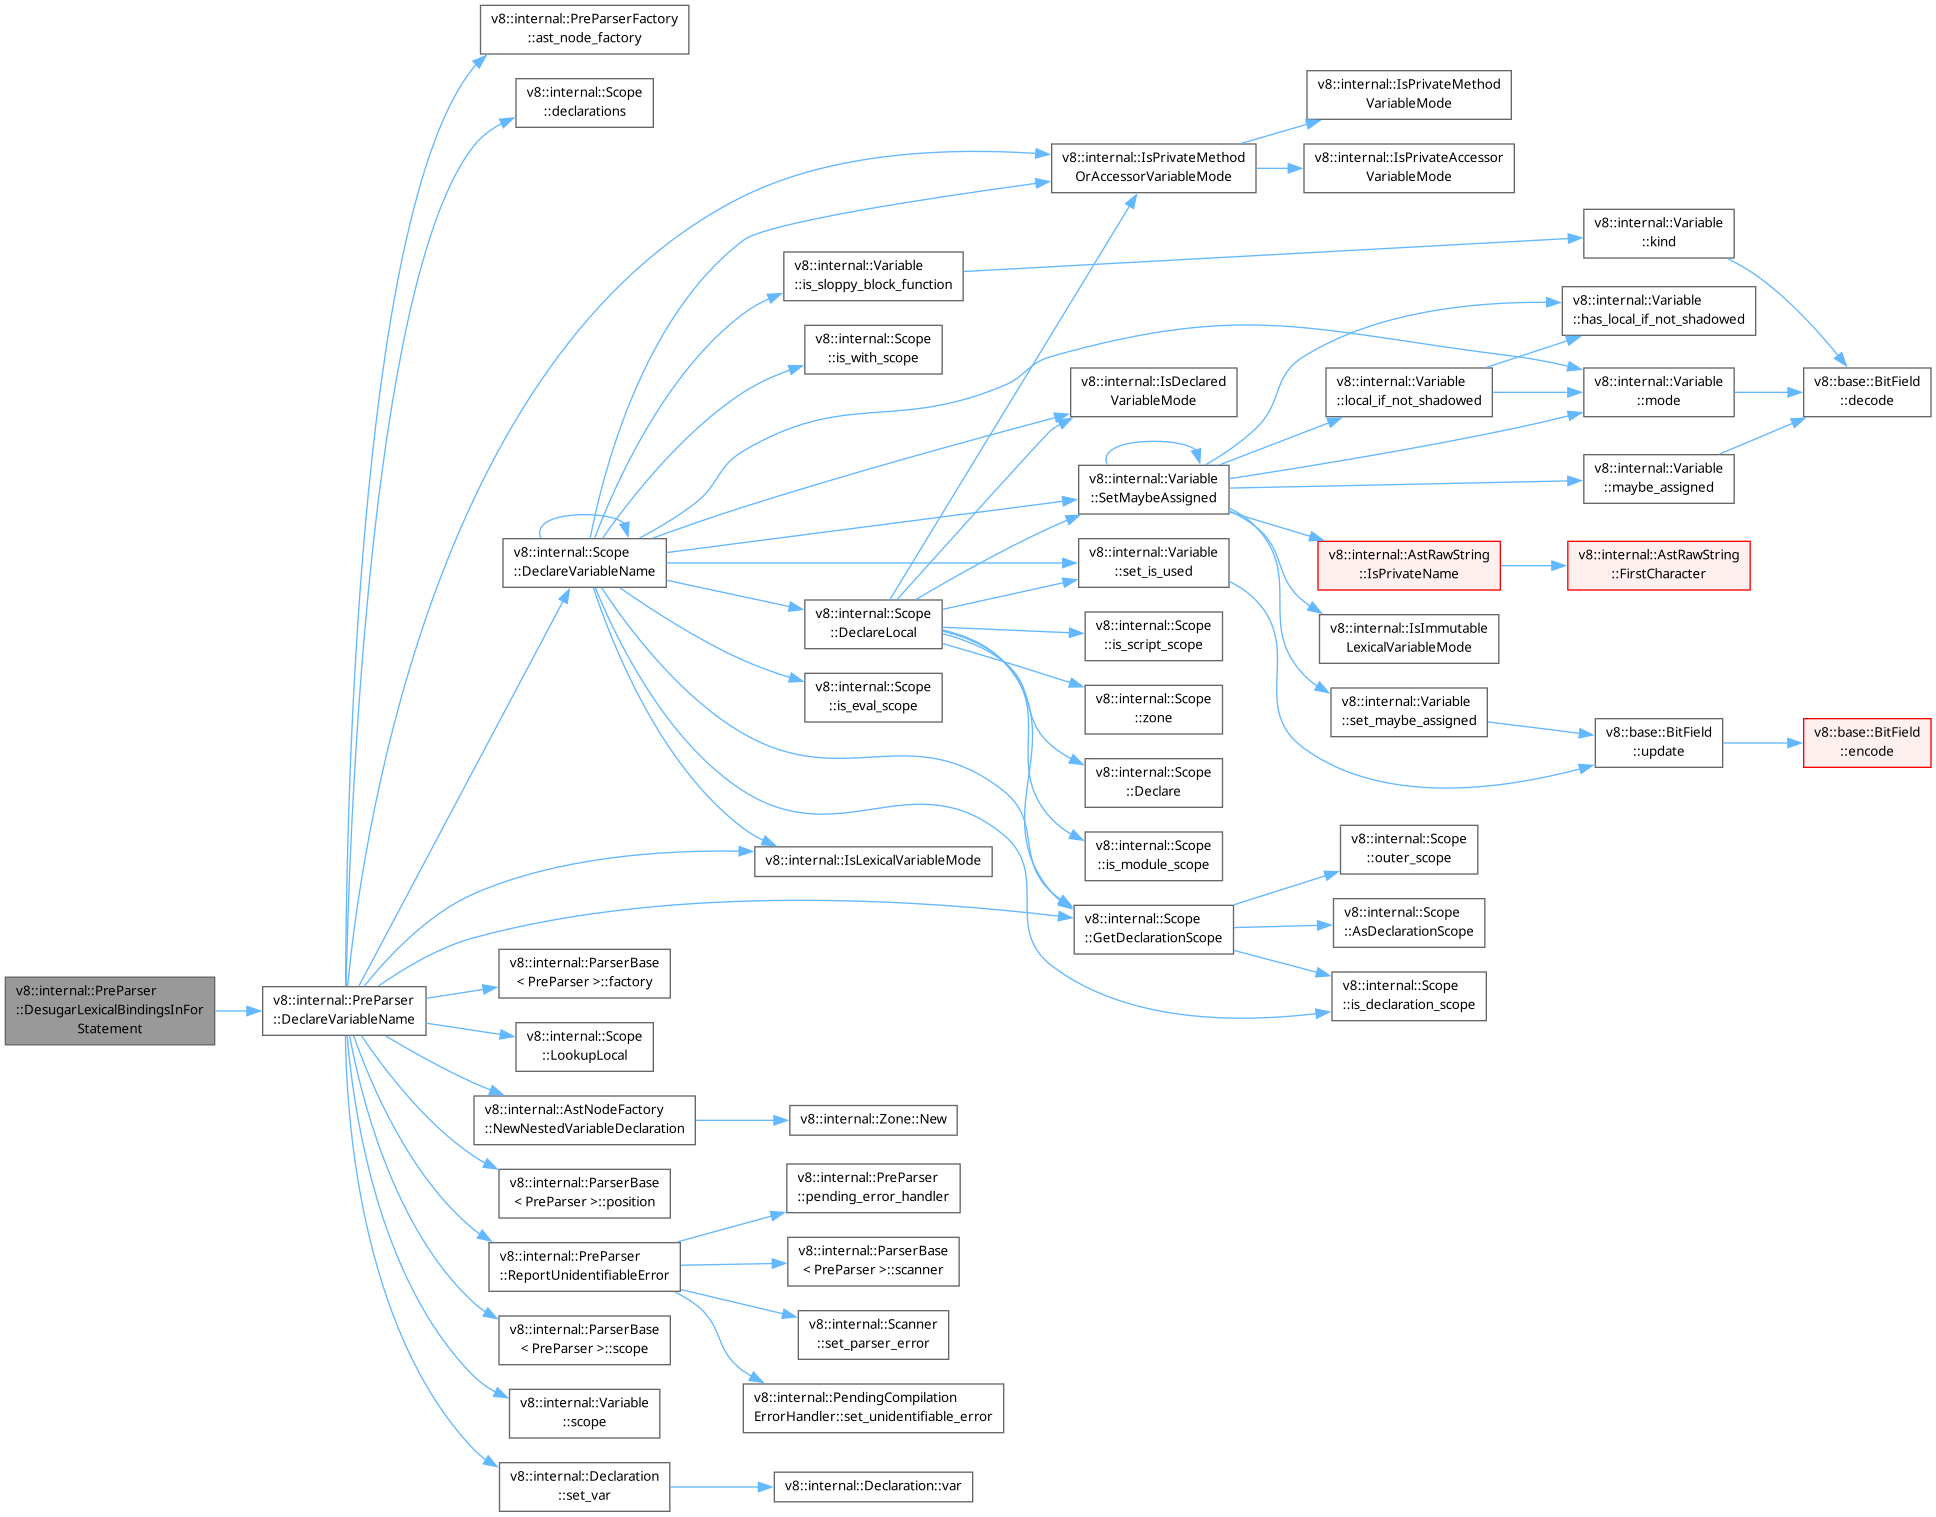 v8::internal::PreParserFactory
::ast_node_factory
v8::internal::Scope
::declarations
v8::internal::IsPrivateMethod
VariableMode
v8::internal::IsPrivateMethod
OrAccessorVariableMode
v8::internal::IsPrivateAccessor
VariableMode
v8::internal::Variable
::kind
v8::internal::Variable
::is_sloppy_block_function
v8::internal::Variable
::has_local_if_not_shadowed
v8::internal::Scope
::is_with_scope
v8::internal::IsDeclared
VariableMode
v8::internal::Variable
::local_if_not_shadowed
v8::internal::Variable
::mode
v8::base::BitField
::decode
v8::internal::Variable
::SetMaybeAssigned
v8::internal::Variable
::maybe_assigned
v8::internal::Scope
::DeclareVariableName
v8::internal::Variable
::set_is_used
v8::internal::AstRawString
::IsPrivateName
v8::internal::AstRawString
::FirstCharacter
v8::internal::Scope
::DeclareLocal
v8::internal::Scope
::is_script_scope
v8::internal::IsImmutable
LexicalVariableMode
v8::internal::Scope
::is_eval_scope
v8::internal::Scope
::zone
v8::internal::Variable
::set_maybe_assigned
v8::base::BitField
::update
v8::base::BitField
::encode
v8::internal::Scope
::Declare
v8::internal::IsLexicalVariableMode
v8::internal::Scope
::is_module_scope
v8::internal::Scope
::outer_scope
v8::internal::Scope
::GetDeclarationScope
v8::internal::Scope
::AsDeclarationScope
v8::internal::Scope
::is_declaration_scope
v8::internal::PreParser
::DesugarLexicalBindingsInFor
Statement
v8::internal::PreParser
::DeclareVariableName
v8::internal::ParserBase
< PreParser >::factory
v8::internal::Scope
::LookupLocal
v8::internal::AstNodeFactory
::NewNestedVariableDeclaration
v8::internal::Zone::New
v8::internal::ParserBase
< PreParser >::position
v8::internal::PreParser
::pending_error_handler
v8::internal::PreParser
::ReportUnidentifiableError
v8::internal::ParserBase
< PreParser >::scanner
v8::internal::Scanner
::set_parser_error
v8::internal::ParserBase
< PreParser >::scope
v8::internal::PendingCompilation
ErrorHandler::set_unidentifiable_error
v8::internal::Variable
::scope
v8::internal::Declaration
::set_var
v8::internal::Declaration::var